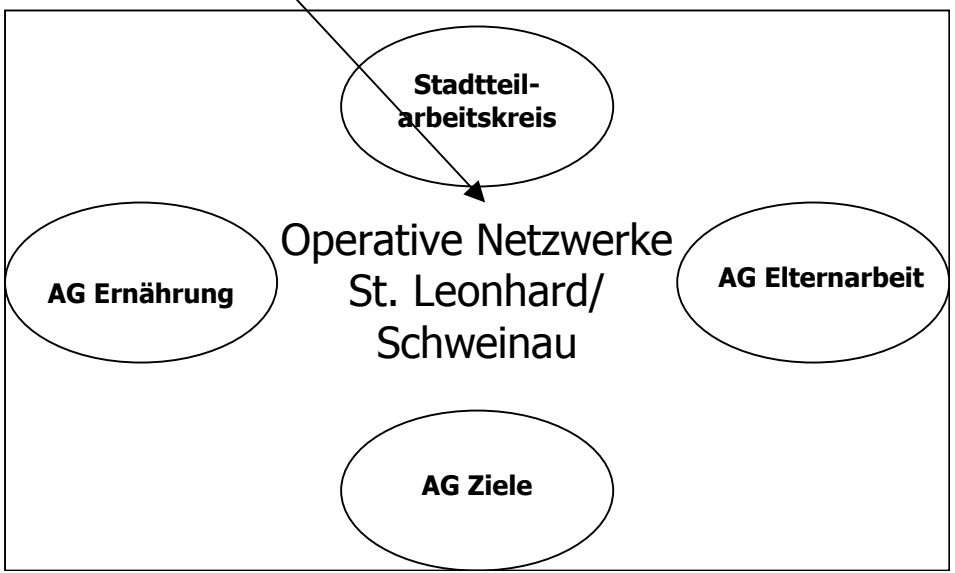 Stadtteil-
arbeitskreis
Operative Netzwerke
St. Leonhard/
Schweinau
AG Ernährung
AG Elternarbeit
AG Ziele